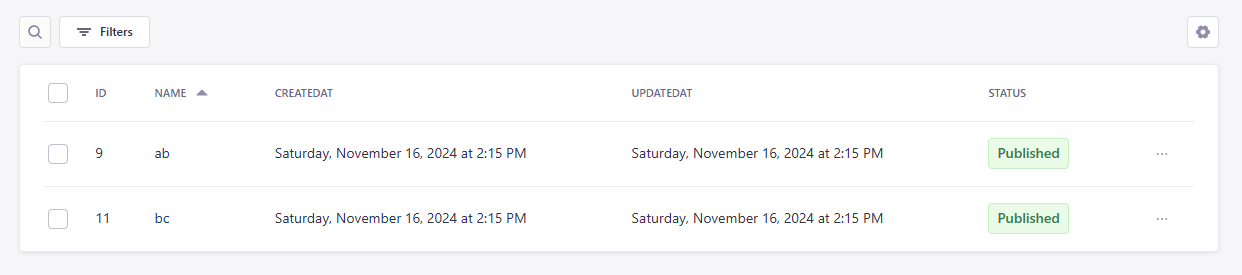 Filters
ID NAME CREATEDAT UPDATEDAT STATUS
9 ab Saturday, November 16, 2024 at 2:15 PM Saturday, November 16, 2024 at 2:15 PM Published ...
11 bc Saturday, November 16, 2024 at 2:15 PM Saturday, November 16, 2024 at 2:15 PM Published ...